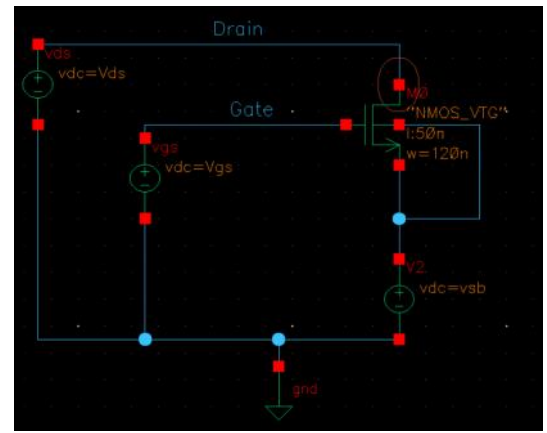 Drain
vds
vdc=Vds
M0
"NMOS_VTG"
Gate
l:50n
vgs
w=120n
vdc=Vgs
V2
vdc=vsb
gnd